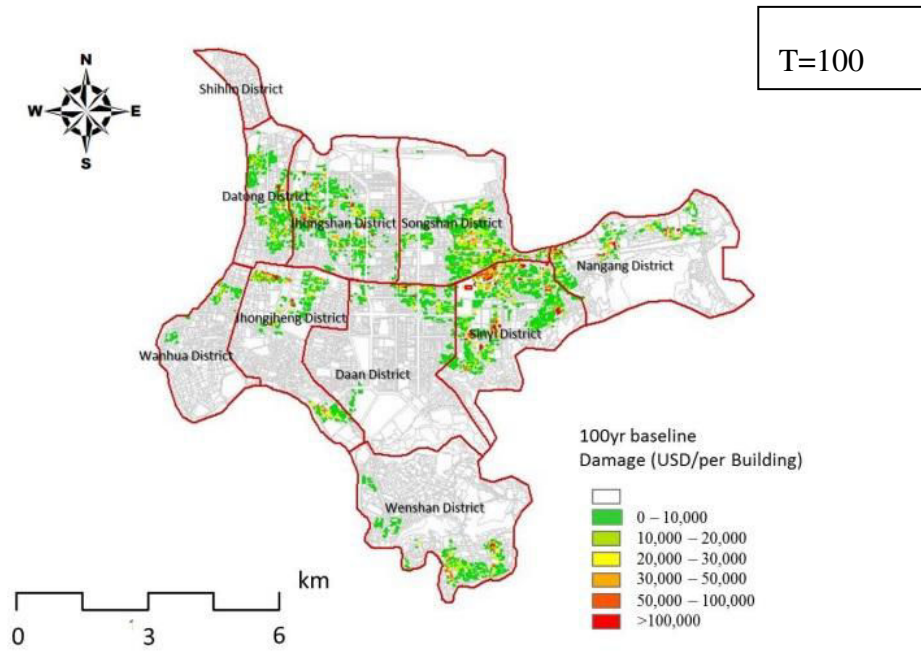 T=100
N
W
E
S
Shihlin District
Datong District
Jhungshan District
Songshan District
Nangang District
Jhongjheng District
Sinyi District
Wanhua District
Daan District
Wenshan District
100yr baseline
Damage (USD/per Building)
0 – 10,000
10,000 – 20,000
20,000 – 30,000
30,000 – 50,000
50,000 – 100,000
>100,000
km
0 3 6